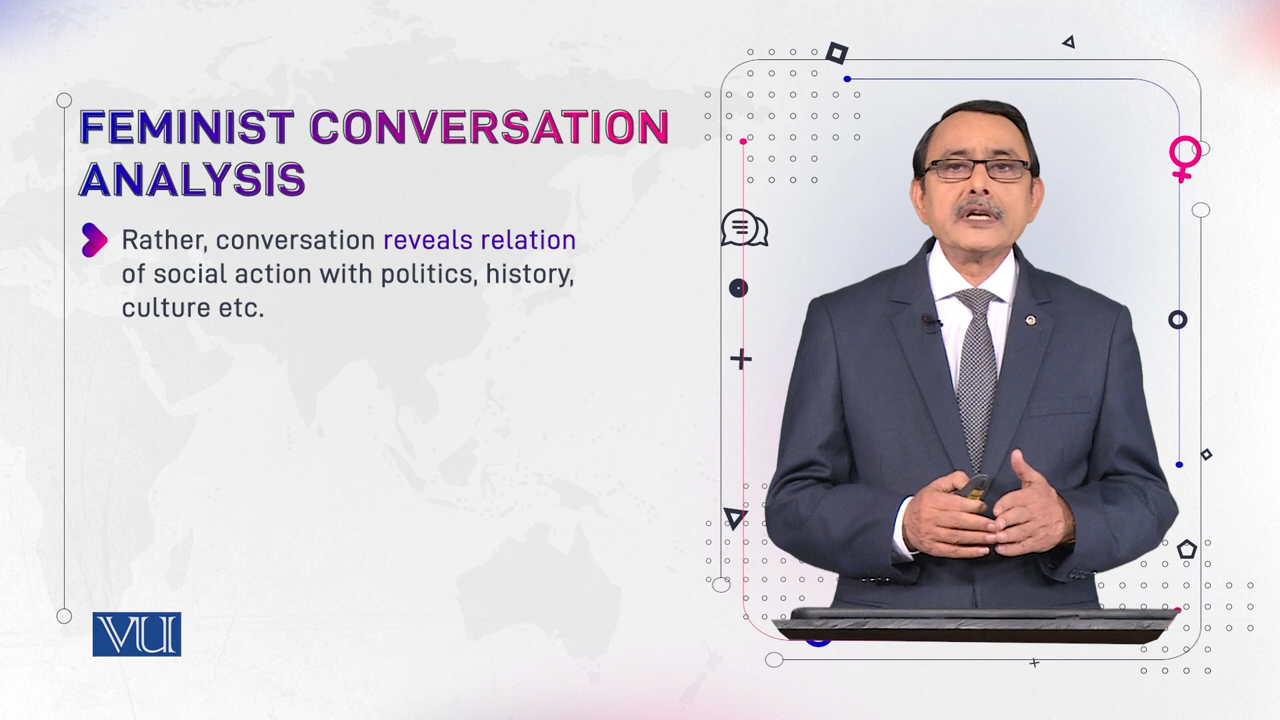 FEMINIST CONVERSATION
ANALYSIS
Rather, conversation reveals relation
of social action with politics, history,
culture etc.
VU